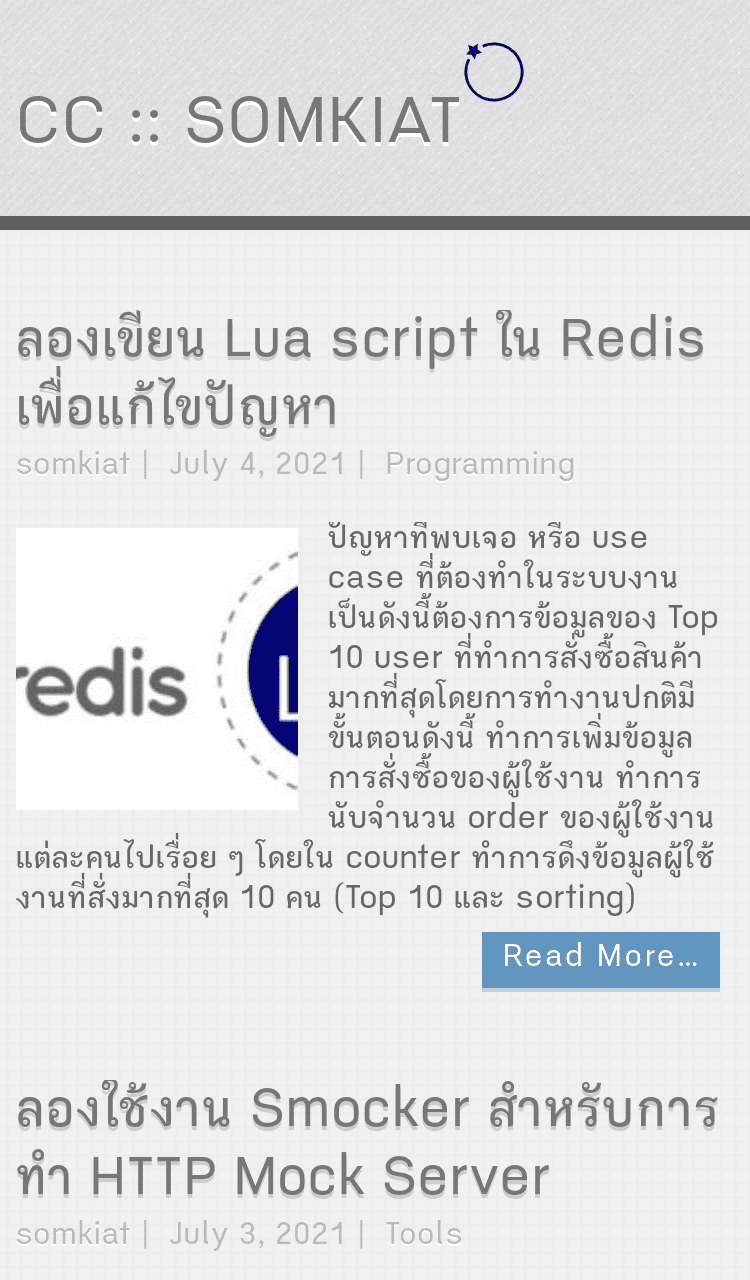 CC :: SOMKIAT
ลองเขียน Lua script ใน Redis
เพื่อแก้ไขปัญหา
somkiat | July 4, 2021 | Programming
redis
L
ปัญหาที่พบเจอ หรือ use
case ที่ต้องทำในระบบงาน
เป็นดังนี้ต้องการข้อมูลของ Top
10 user ที่ทำการสั่งซื้อสินค้า
มากที่สุดโดยการทำงานปกติมี
ขั้นตอนดังนี้ ทำการเพิ่มข้อมูล
การสั่งซื้อของผู้ใช้งาน ทำการ
นับจำนวน order ของผู้ใช้งาน
แต่ละคนไปเรื่อย ๆ โดยใน counter ทำการดึงข้อมูลผู้ใช้
งานที่สั่งมากที่สุด 10 คน (Top 10 และ sorting)
Read More…
ลองใช้งาน Smocker สำหรับการ
ทำ HTTP Mock Server
somkiat | July 3, 2021 | Tools